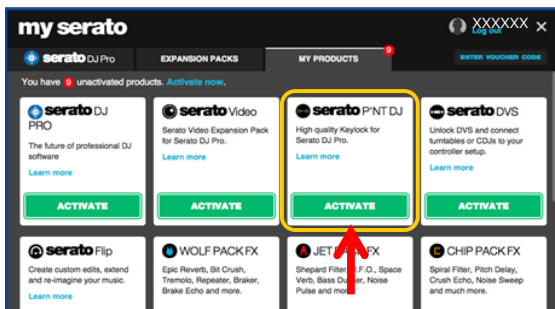 my serato
XXXXXX
Log out
serato DJ Pro
EXPANSION PACKS
MY PRODUCTS
9
ENTER VOUCHER CODE
You have 9 unactivated products. Activate now.
serato DJ
PRO
The future of professional DJ
software
Learn more
ACTIVATE
serato Video
Serato Video Expansion Pack
for Serato DJ Pro.
Learn more
ACTIVATE
serato P'NT DJ
High quality Keylock for
Serato DJ Pro.
Learn more
ACTIVATE
serato DVS
Unlock DVS and connect
turntables or CDJs to your
controller setup.
Learn more
ACTIVATE
serato Flip
Create custom edits, extend
and re-imagine your music.
Learn more
WOLF PACK FX
Epic Reverb, Bit Crush,
Tremolo, Repeater, Braker,
Brake Echo and more.
JET PACK FX
Shepard Filter, L.F.O., Space
Verb, Bass Ducker, Noise
Pulse and more.
CHIP PACK FX
Spiral Filter, Pitch Delay,
Crush Echo, Noise Sweep
and much more.